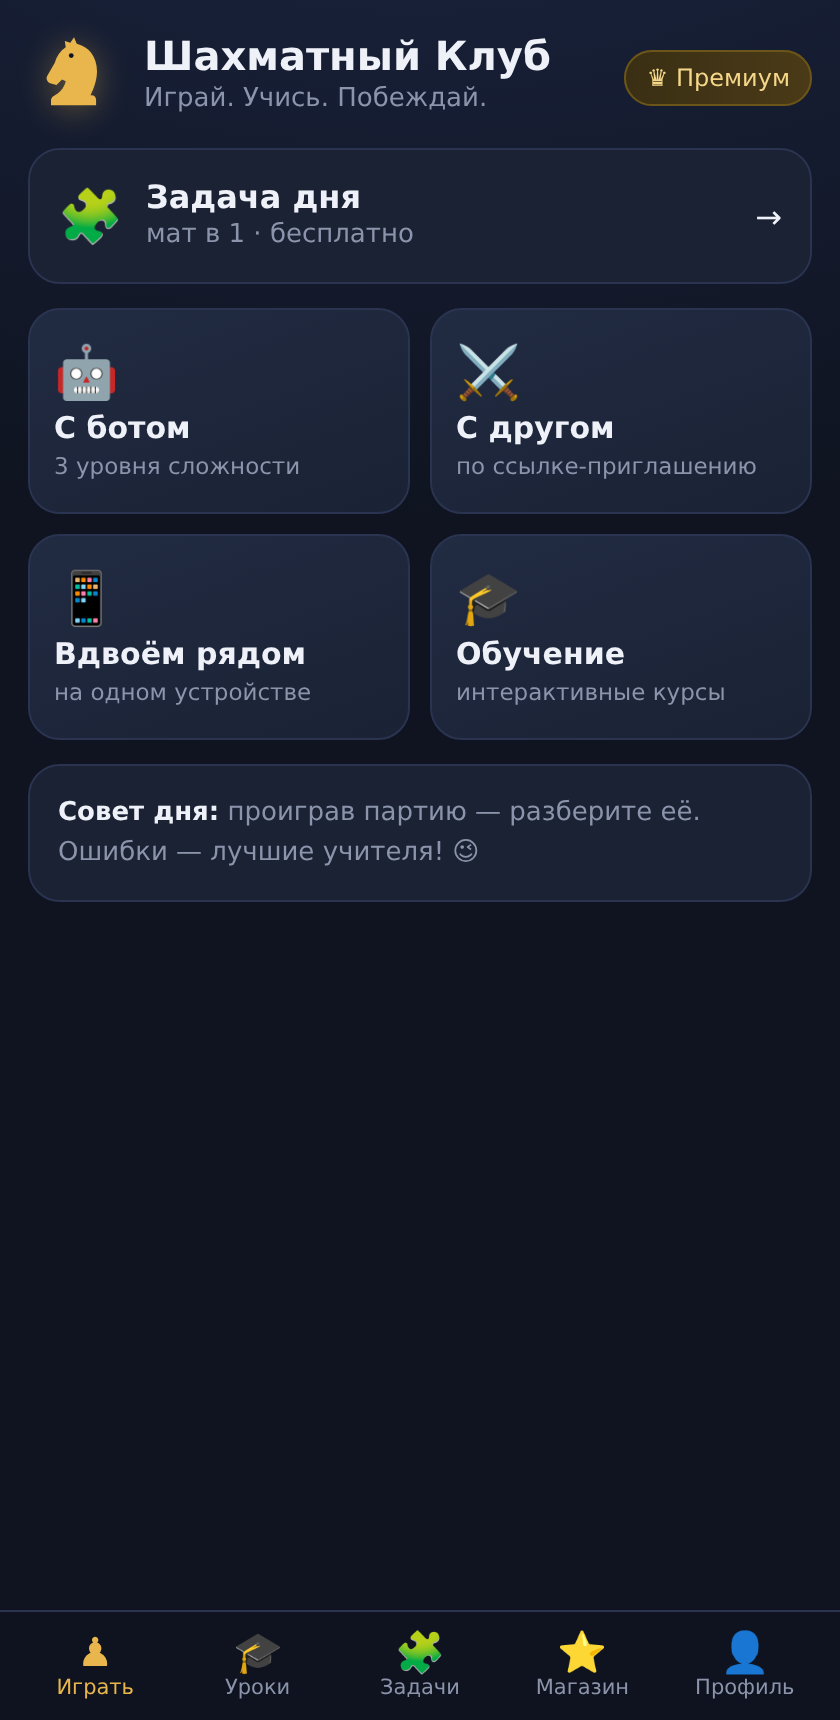 Шахматный Клуб
Играй. Учись. Побеждай.
♛ Премиум
Задача дня
мат в 1 · бесплатно
→
С ботом
3 уровня сложности
С другом
по ссылке-приглашению
Вдвоём рядом
на одном устройстве
Обучение
интерактивные курсы
Совет дня: проиграв партию — разберите её.
Ошибки — лучшие учителя! 😉
Играть
Уроки
Задачи
Магазин
Профиль